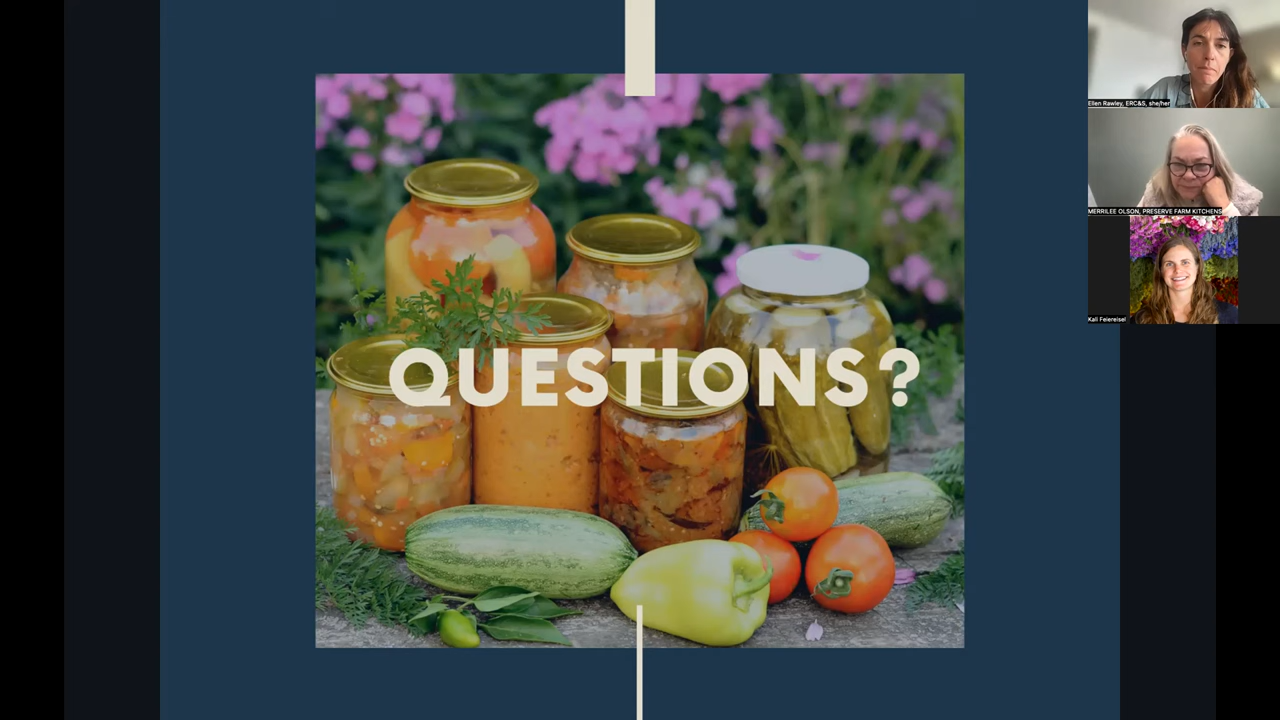 QUESTIONS?
Ellen Rawley, ERC&S, she/her
MERRILEE OLSON, PRESERVE FARM KITCHENS
Kali Feiereisel